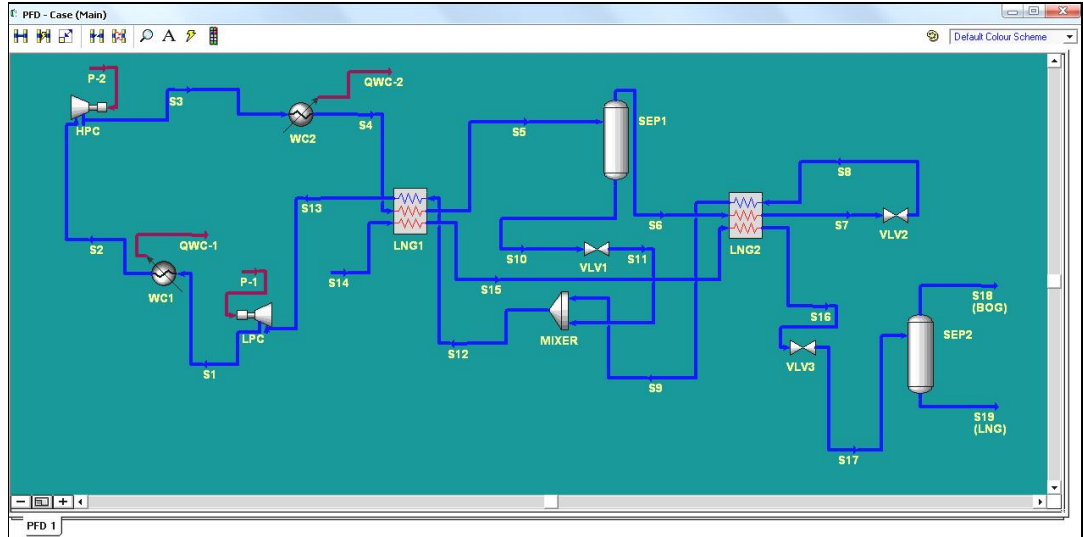 PFD - Case (Main)
A
Default Colour Scheme
P-2
HPC
S3
QWC-2
WC2
S4
S5
SEP1
S8
S13
LNG1
S6
LNG2
S7
VLV2
S2
QWC-1
WC1
P-1
LPC
S14
S10
VLV1
S11
S15
S16
S18
(BOG)
MIXER
S12
S1
S9
VLV3
SEP2
S19
(LNG)
S17
PFD 1